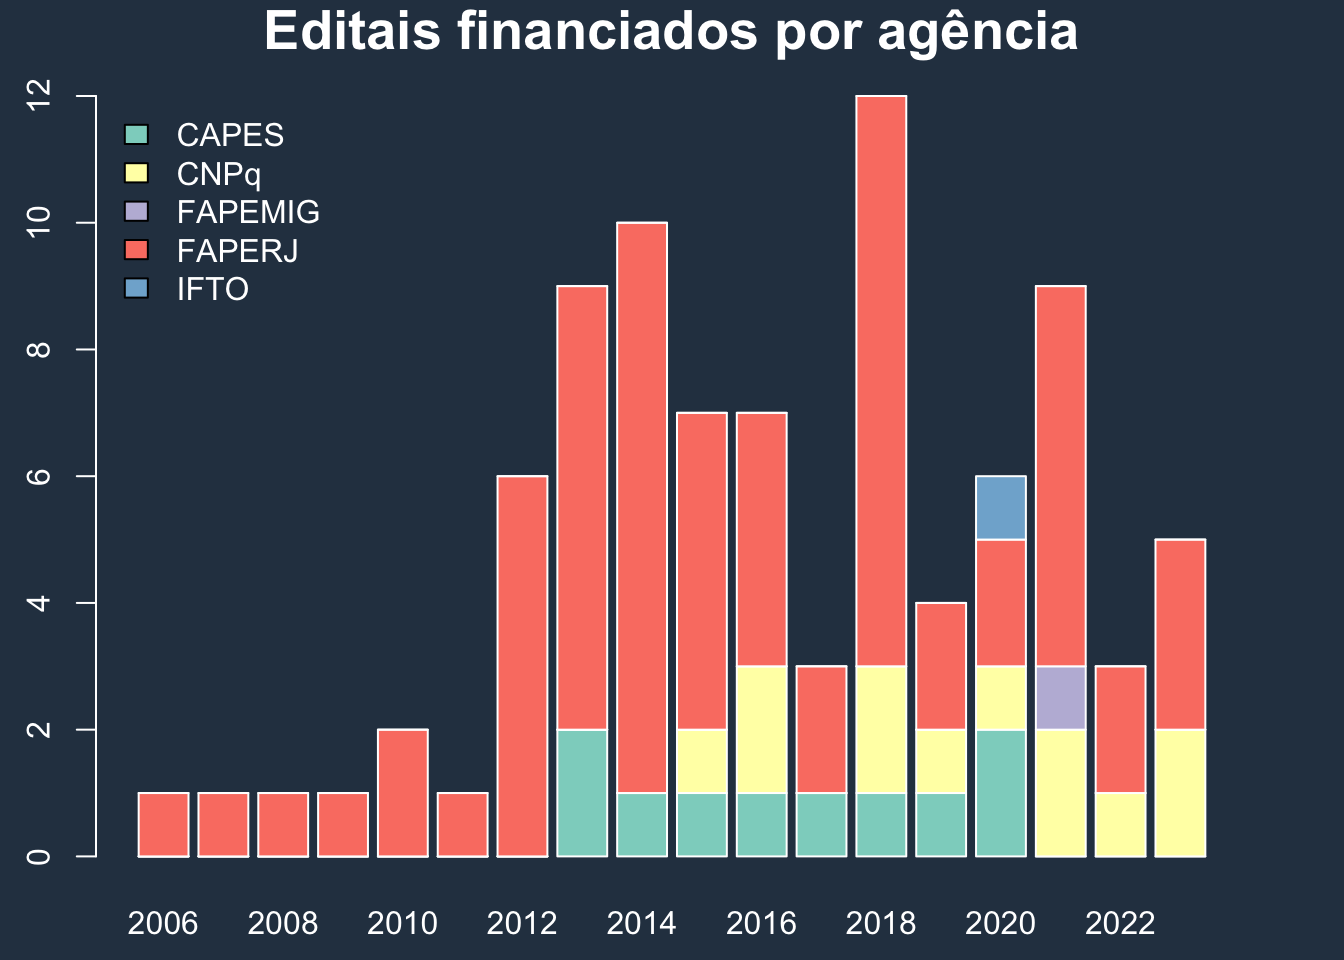 Editais financiados por agência
12
10
8
6
4
2
0
CAPES
CNPq
FAPEMIG
FAPERJ
IFTO
2006 2008 2010 2012 2014 2016 2018 2020 2022